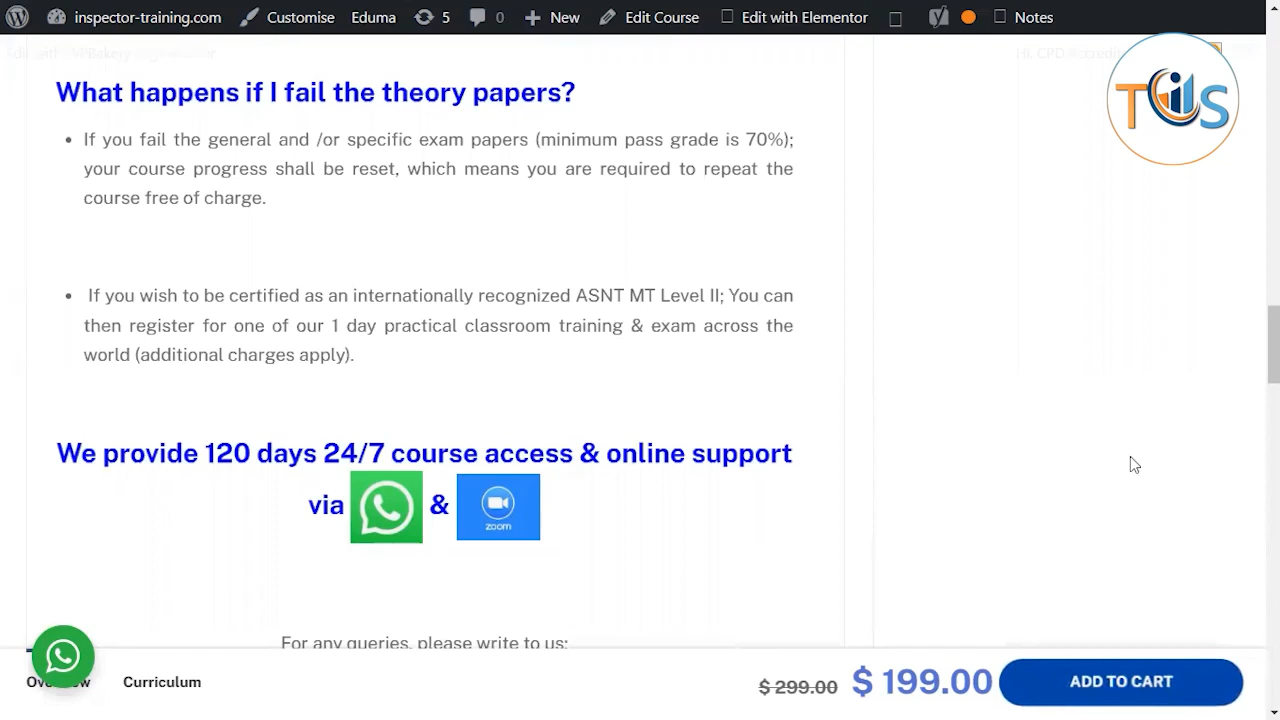 inspector-training.com Customise Eduma 5 0 New Edit Course Edit with Elementor Notes
What happens if I fail the theory papers?
• If you fail the general and /or specific exam papers (minimum pass grade is 70%);
your course progress shall be reset, which means you are required to repeat the
course free of charge.
• If you wish to be certified as an internationally recognized ASNT MT Level II; You can
then register for one of our 1 day practical classroom training & exam across the
world (additional charges apply).
We provide 120 days 24/7 course access & online support
via &
zoom
For any queries, please write to us:
Overview Curriculum $ 299.00 $ 199.00 ADD TO CART